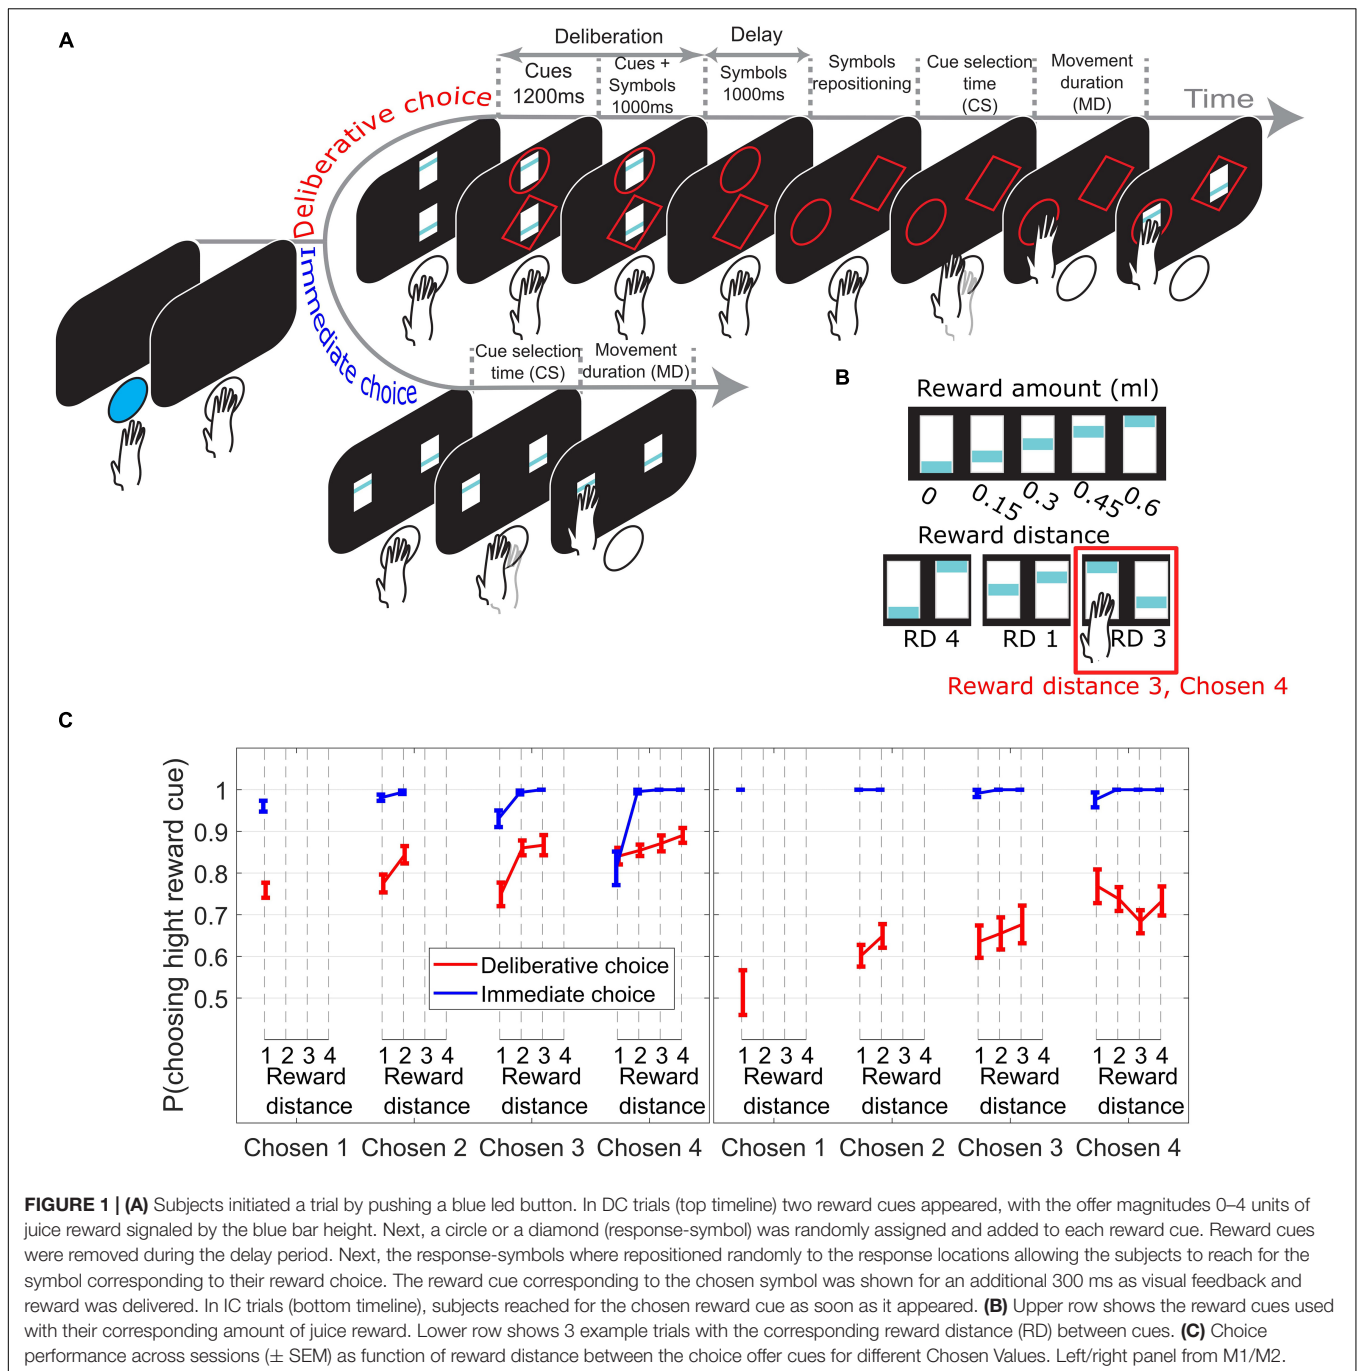 A
Deliberation
Delay
Cues
1200ms
Cues +
Symbols
1000ms
Symbols
1000ms
Symbols
repositioning
Cue selection
time
(CS)
Movement
duration
(MD)
Time
Deliberative choice
Immediate choice
Cue selection
time (CS)
Movement
duration (MD)
B
Reward amount (ml)
0 0.15 0.3 0.45 0.6
Reward distance
RD 4 RD 1 RD 3
Reward distance 3, Chosen 4
C
P(choosing hight reward cue)
1
0.9
0.8
0.7
0.6
0.5
Deliberative choice
Immediate choice
1 2 3 4 1 2 3 4 1 2 3 4 1 2 3 4 1 2 3 4 1 2 3 4 1 2 3 4 1 2 3 4
Reward Reward Reward Reward Reward Reward Reward Reward
distance distance distance distance distance distance distance distance
Chosen 1 Chosen 2 Chosen 3 Chosen 4 Chosen 1 Chosen 2 Chosen 3 Chosen 4
FIGURE 1 | (A) Subjects initiated a trial by pushing a blue led button. In DC trials (top timeline) two reward cues appeared, with the offer magnitudes 0–4 units of
juice reward signaled by the blue bar height. Next, a circle or a diamond (response-symbol) was randomly assigned and added to each reward cue. Reward cues
were removed during the delay period. Next, the response-symbols where repositioned randomly to the response locations allowing the subjects to reach for the
symbol corresponding to their reward choice. The reward cue corresponding to the chosen symbol was shown for an additional 300 ms as visual feedback and
reward was delivered. In IC trials (bottom timeline), subjects reached for the chosen reward cue as soon as it appeared. (B) Upper row shows the reward cues used
with their corresponding amount of juice reward. Lower row shows 3 example trials with the corresponding reward distance (RD) between cues. (C) Choice
performance across sessions (± SEM) as function of reward distance between the choice offer cues for different Chosen Values. Left/right panel from M1/M2.